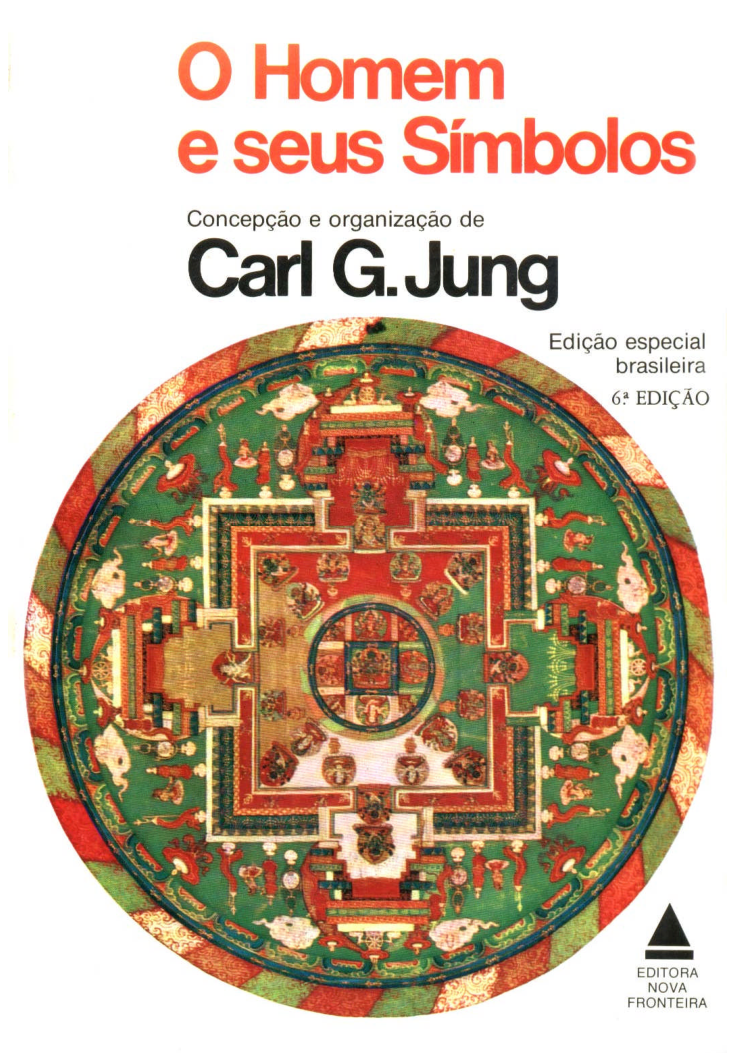 O Homem
e seus Símbolos
Concepção e organização de
Carl G. Jung
Edição especial
brasileira
6ª EDIÇÃO
EDITORA
NOVA
FRONTEIRA